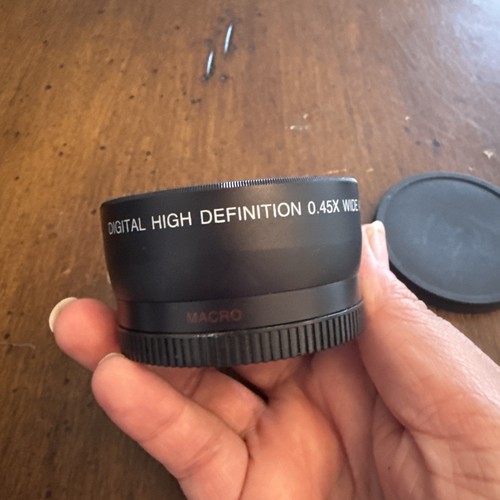 DIGITAL HIGH DEFINITION 0.45X WIDE
MACRO